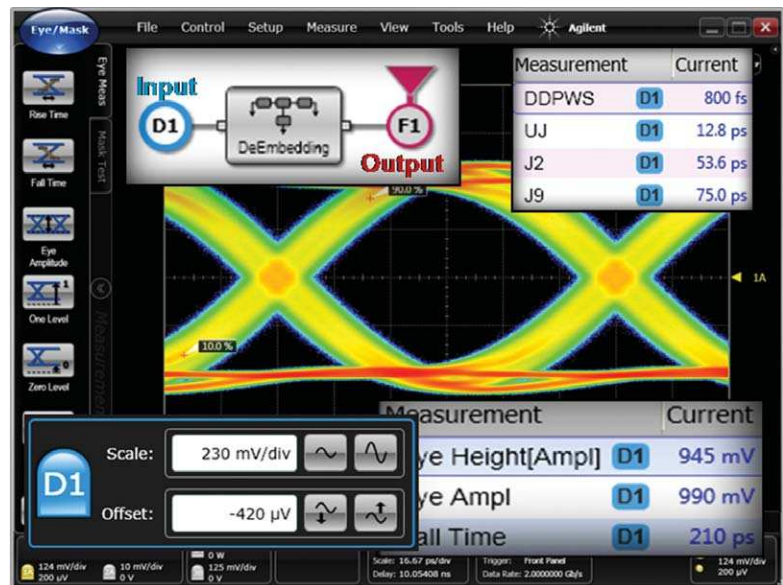 Eye/Mask
File Control Setup Measure View Tools Help Agilent
Eye Meas
Mask Test
Measurement
Rise Time
Fall Time
Eye Amplitude
One Level
Zero Level
Input
D1
DeEmbedding
F1
Output
Measurement Current
DDPWS D1 800 fs
UJ D1 12.8 ps
J2 D1 53.6 ps
J9 D1 75.0 ps
90.0 %
10.0 %
1A
Measurement Current
ye Height[Ampl] D1 945 mV
ye Ampl D1 990 mV
all Time D1 210 ps
D1
Scale: 230 mV/div
Offset: -420 µV
124 mV/div
200 µV
10 mV/div
0 V
0 W
125 mV/div
0 V
Scale: 16.67 ps/div
Delay: 10.05408 ns
Trigger: Front Panel
Data Rate: 2.0000000 Gb/s
124 mV/div
200 µV